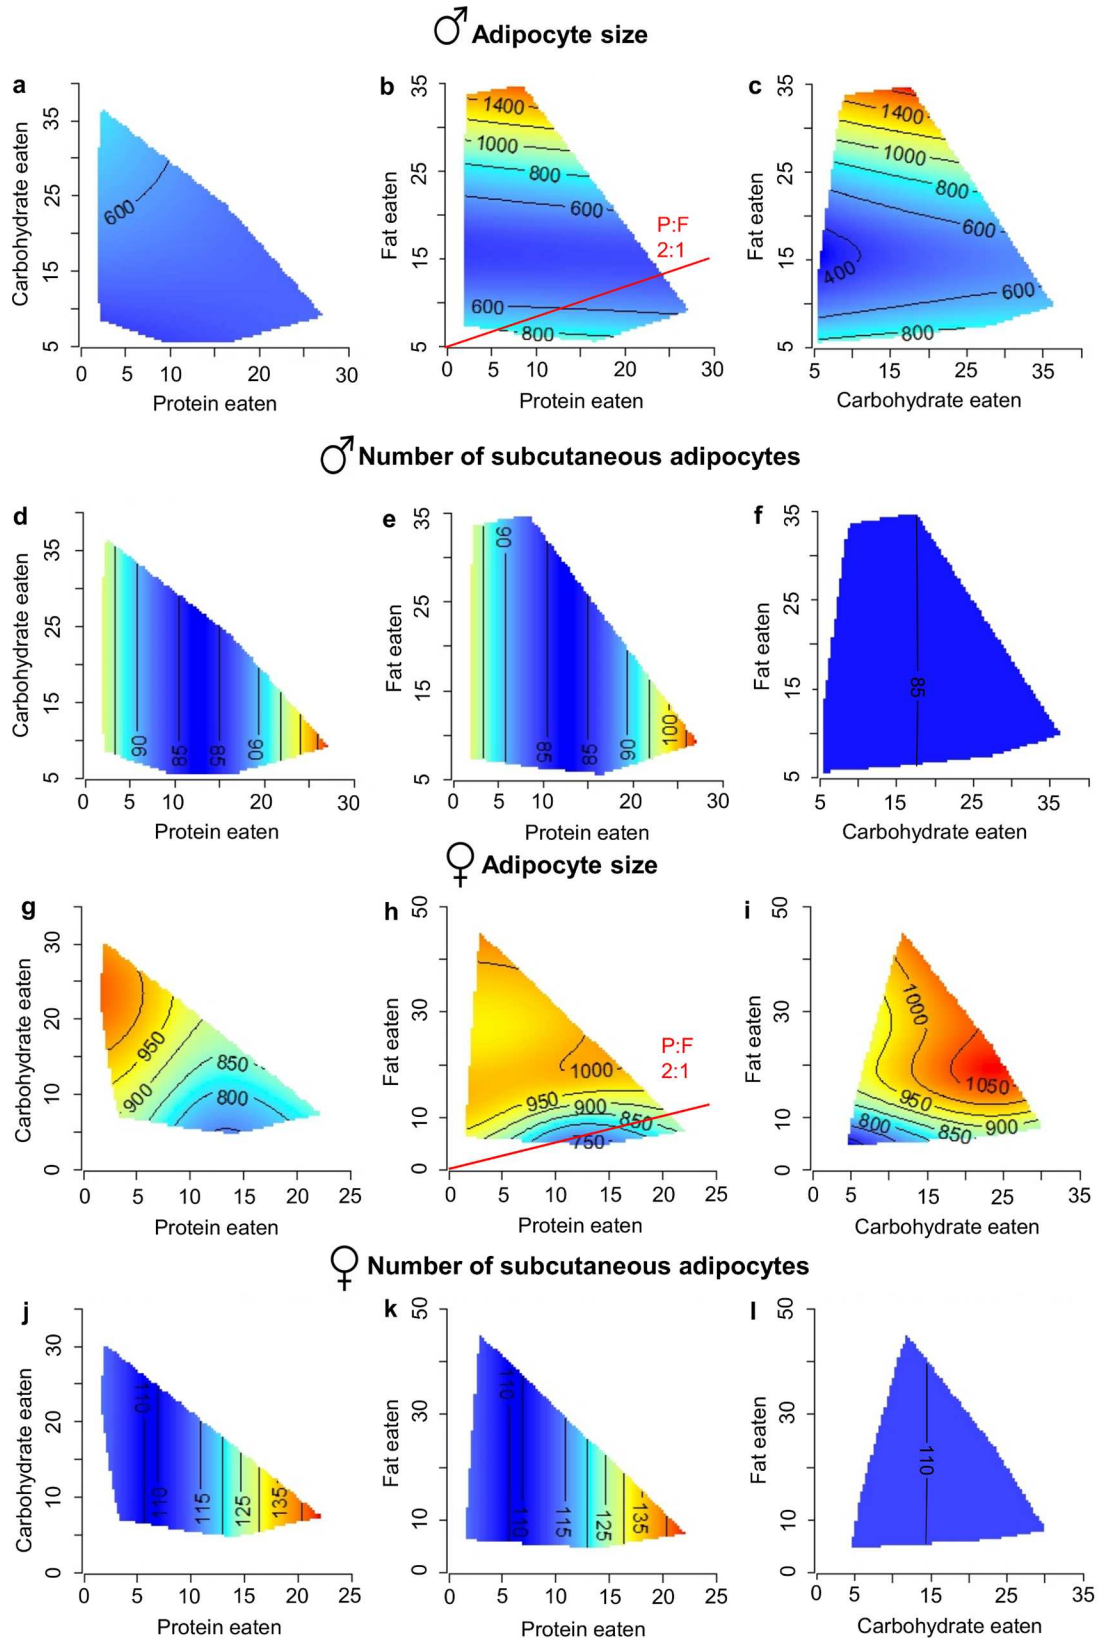 ♂ Adipocyte size
a
b
c
Carbohydrate eaten
5 15 25 35
600
0 5 10 15 20 30
Protein eaten
Fat eaten
5 15 25 35
1400
1000
800
600
P:F
2:1
600
800
0 5 10 15 20 30
Protein eaten
Fat eaten
5 15 25 35
1400
1000
800
600
400
600
800
5 15 25 35
Carbohydrate eaten
♂ Number of subcutaneous adipocytes
d
e
f
Carbohydrate eaten
5 15 25 35
90 85 85 90
0 5 10 20 30
Protein eaten
Fat eaten
5 15 25 35
90
85 85 90 100
0 5 10 15 20 30
Protein eaten
Fat eaten
5 15 25 35
85
5 15 25 35
Carbohydrate eaten
♀ Adipocyte size
g
h
i
Carbohydrate eaten
0 10 20 30
950
900
850
800
0 5 10 15 20 25
Protein eaten
Fat eaten
0 10 30 50
P:F
2:1
1000
950
900
850
750
0 5 10 15 20 25
Protein eaten
Fat eaten
0 10 30 50
1000
1050
950
900
850
800
0 5 15 25 35
Carbohydrate eaten
♀ Number of subcutaneous adipocytes
j
k
l
Carbohydrate eaten
0 10 20 30
110
110 115 125 135
0 5 10 15 20 25
Protein eaten
Fat eaten
0 10 30 50
110
110 115 125 135
0 5 10 15 20 25
Protein eaten
Fat eaten
0 10 30 50
110
0 5 15 25 35
Carbohydrate eaten